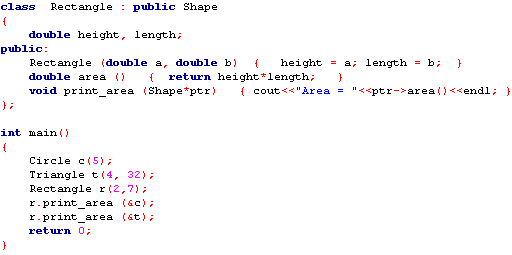 class  Rectangle : public Shape
{
    double height, length;
public:
    Rectangle (double a, double b)  {   height = a; length = b;  }
    double area ()   {  return height*length;   }
    void print_area (Shape*ptr)   { cout<<"Area = "<<ptr->area()<<endl; }
};

int main()
{
    Circle c(5);
    Triangle t(4, 32);
    Rectangle r(2,7);
    r.print_area (&c);
    r.print_area (&t);
    return 0;
}